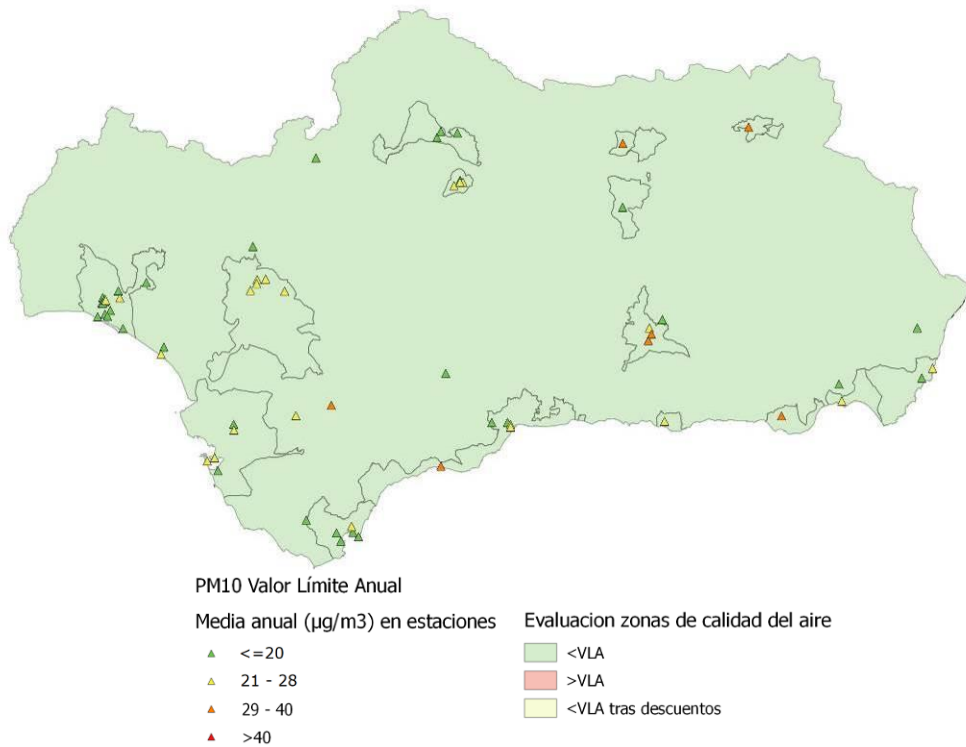 PM10 Valor Límite Anual
Media anual (µg/m3) en estaciones
<=20
21 - 28
29 - 40
>40
Evaluacion zonas de calidad del aire
<VLA
>VLA
<VLA tras descuentos